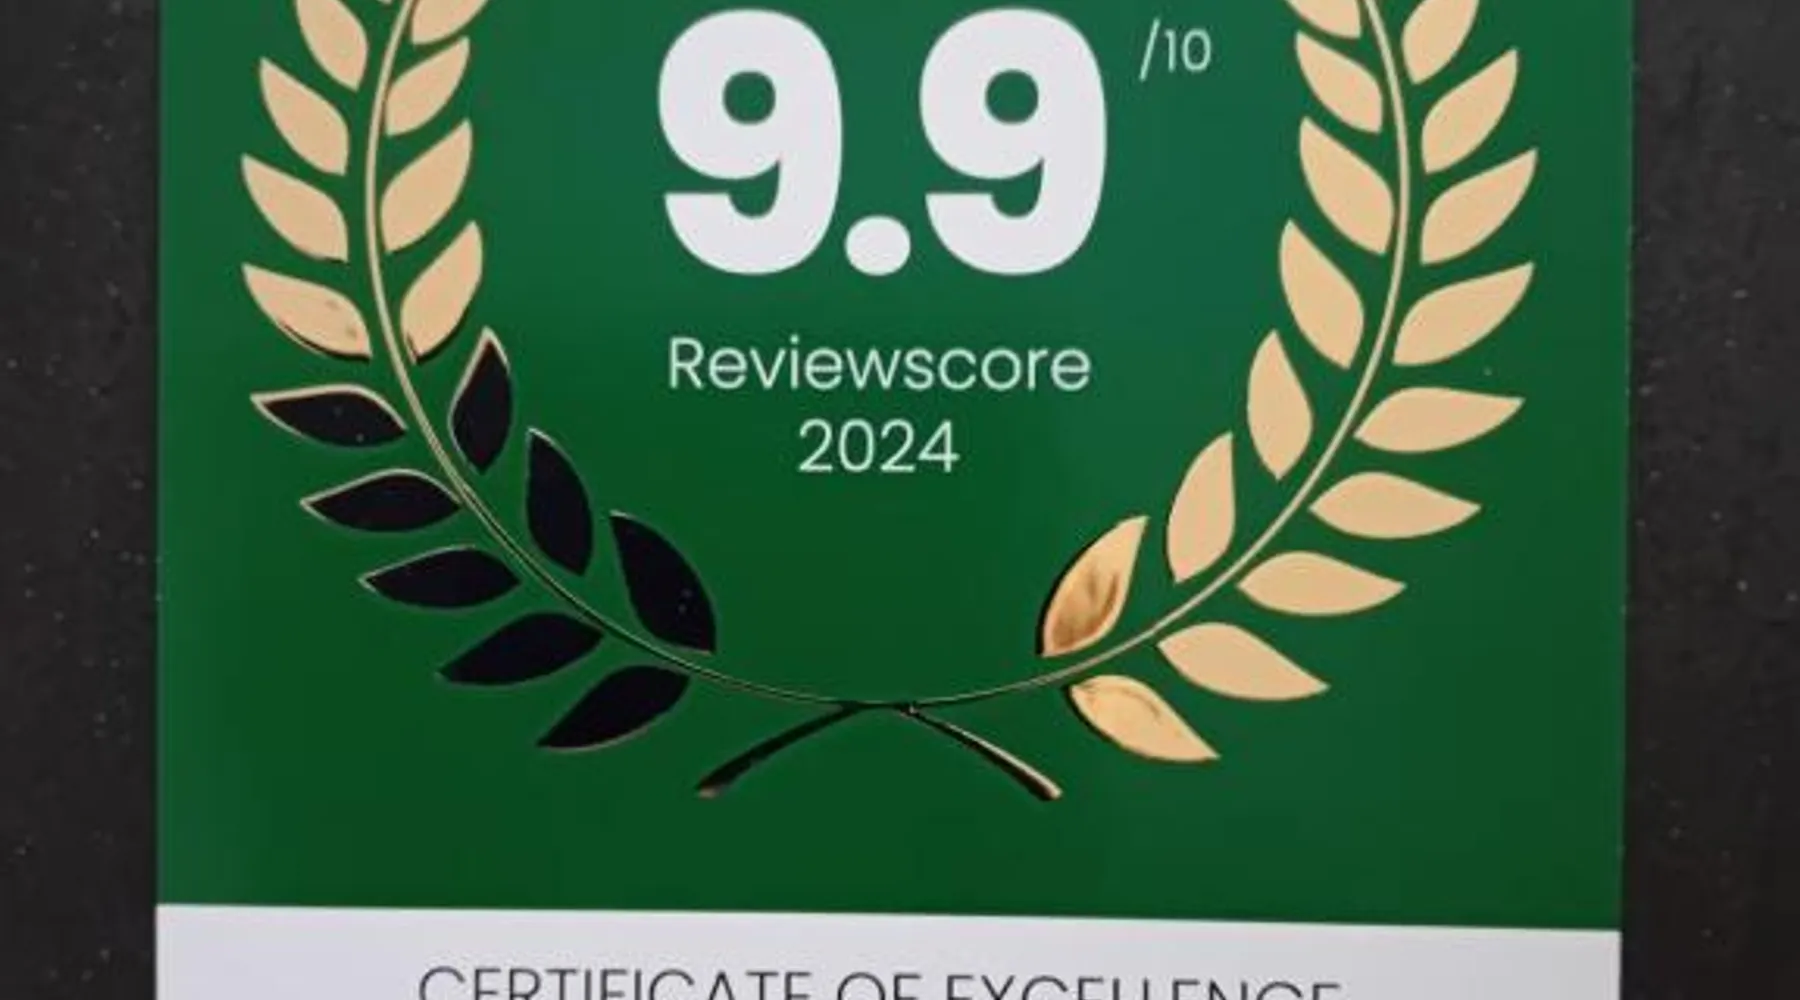 9.9 /10
Reviewscore
2024
CERTIFICATE OF EXCELLENCE